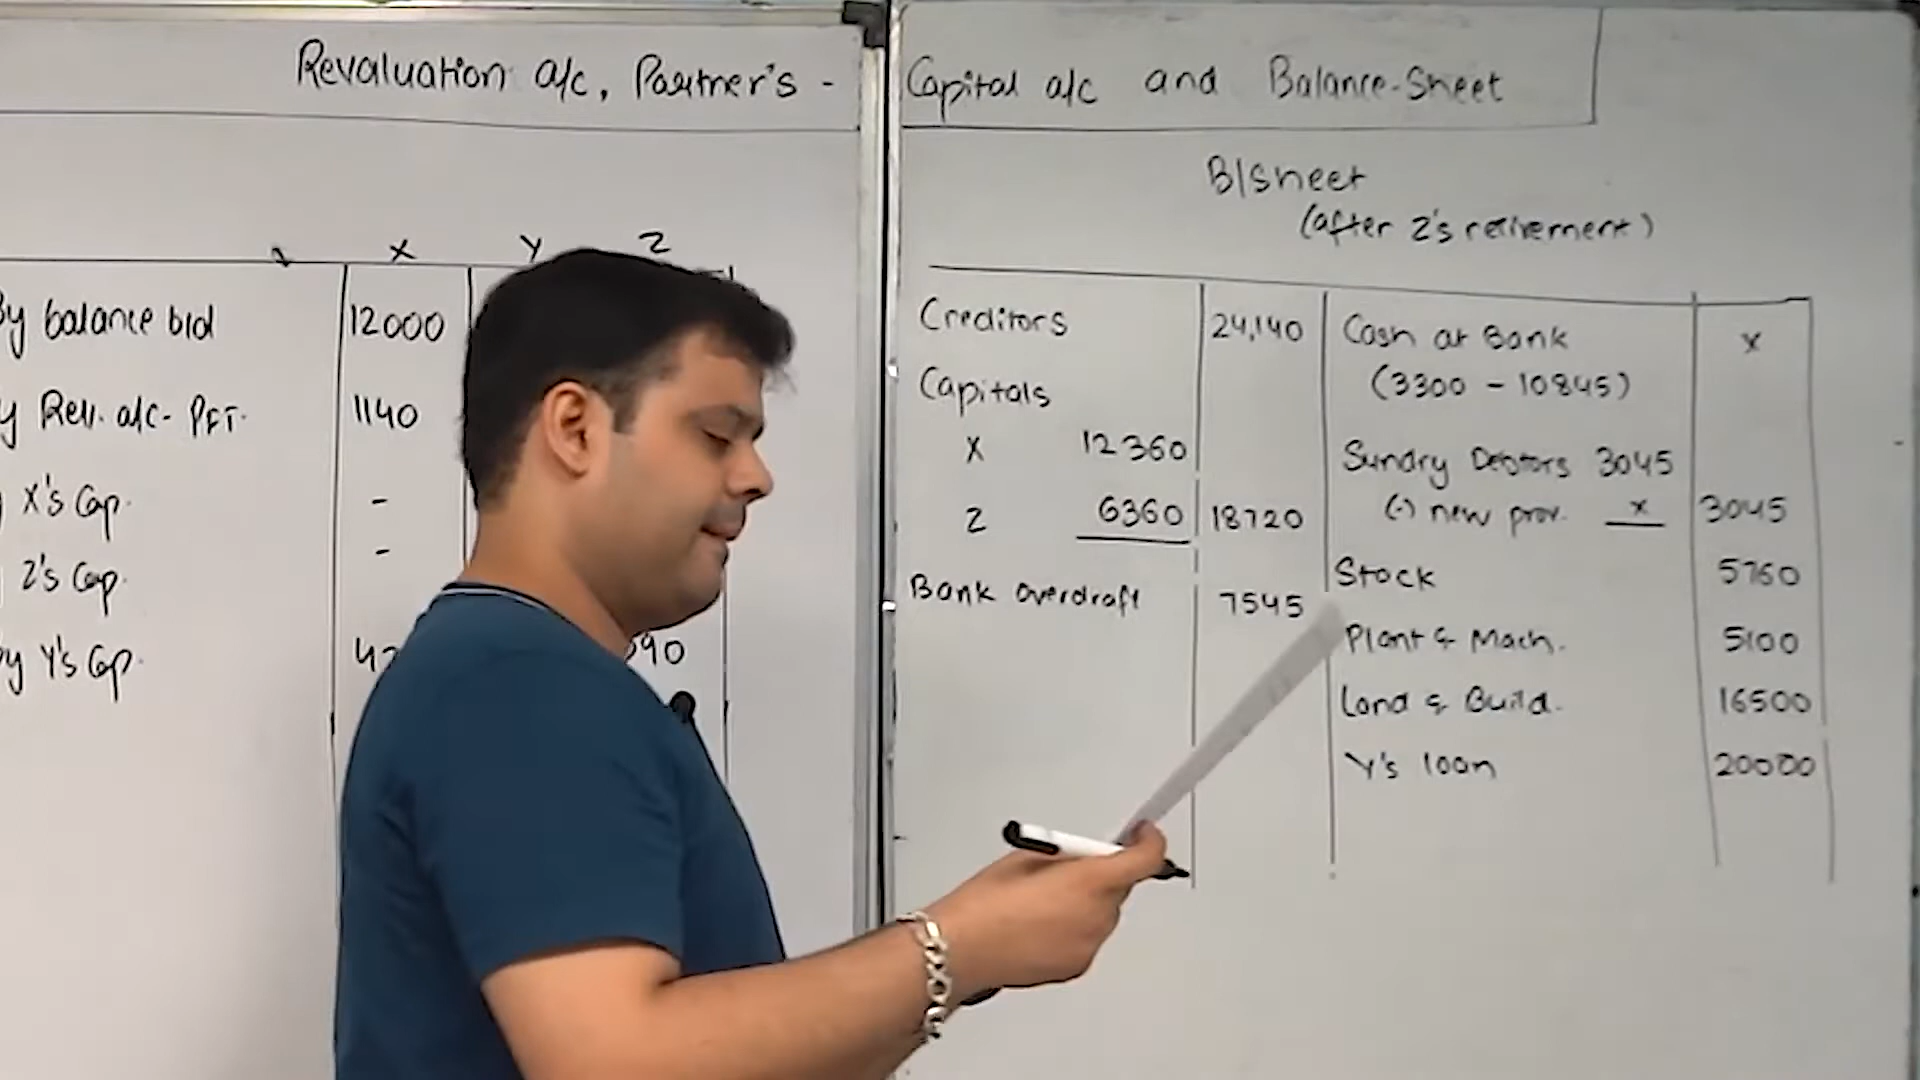 Revaluation a/c, Partner's - Capital a/c and Balance-Sheet
X Y Z
By balance b/d 12000
y Rev. a/c - PFT. 1140
X's Cap. -
Z's Cap. -
By Y's Cap. 42 90
B/Sheet
(after Z's retirement)
Creditors 24,140
Capitals
X 12360
Z 6360 18720
Bank overdraft 7545
Cash at Bank x
(3300 - 10845)
Sundry Debtors 3045
(-) new prov. x 3045
Stock 5760
Plant & Mach. 5100
Land & Build. 16500
Y's loan 20000